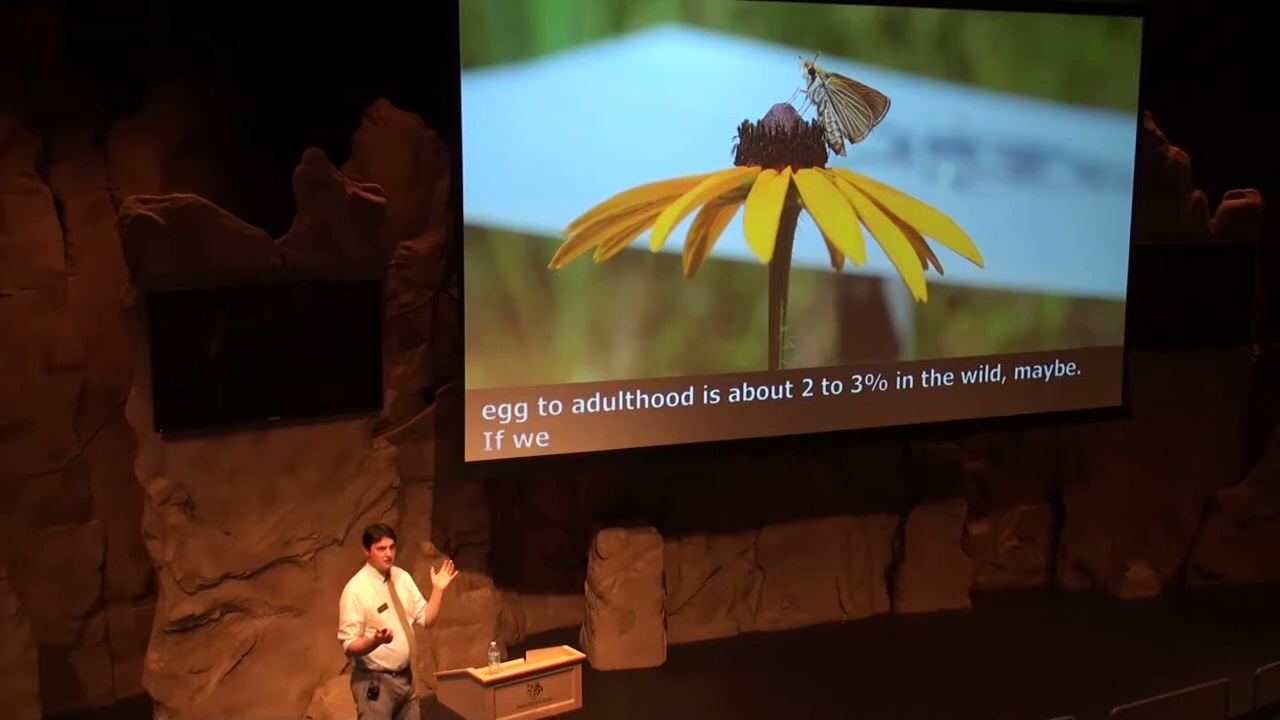 egg to adulthood is about 2 to 3% in the wild, maybe.
If we